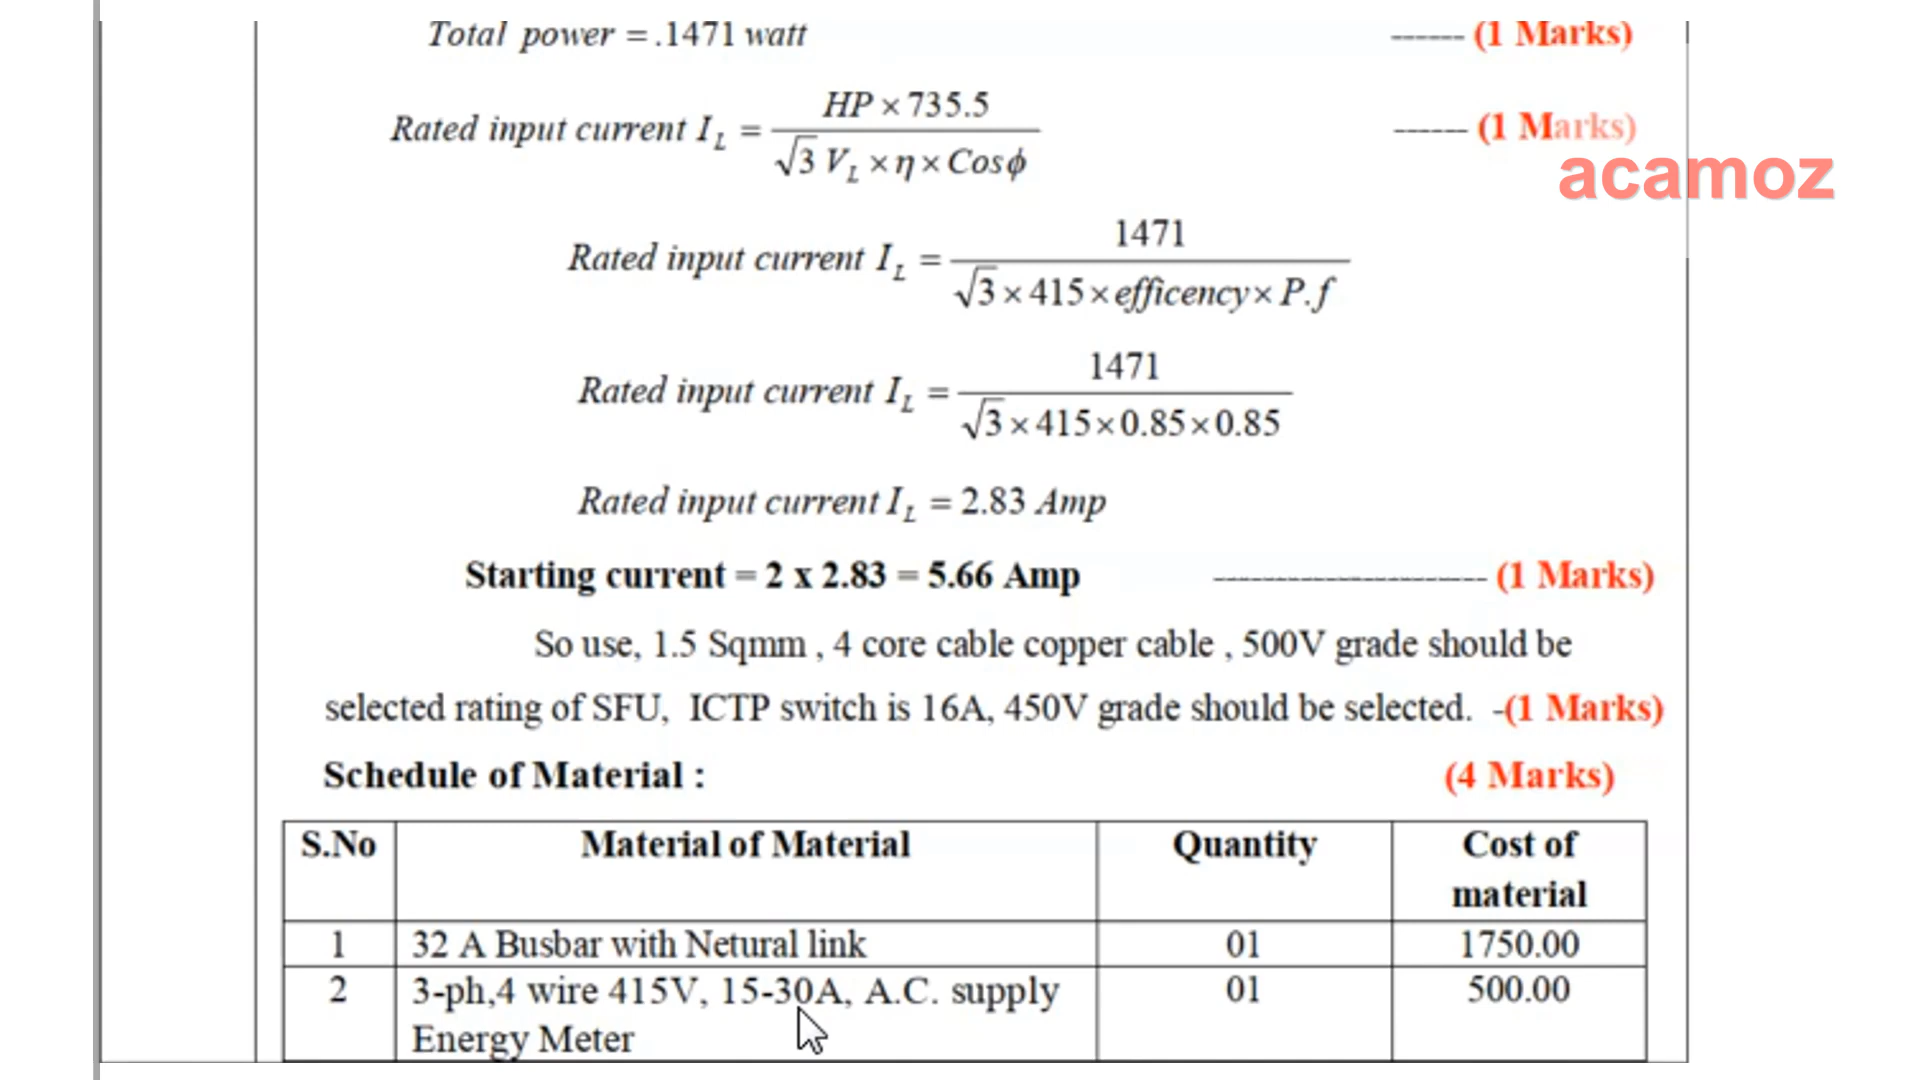 Total power = .1471 watt ------ (1 Marks)
Rated input current I_L = HP × 735.5 / √3 V_L × η × Cosϕ ------ (1 Marks)
acamoz
Rated input current I_L = 1471 / √3 × 415 × efficency × P.f
Rated input current I_L = 1471 / √3 × 415 × 0.85 × 0.85
Rated input current I_L = 2.83 Amp
Starting current = 2 x 2.83 = 5.66 Amp ----------------------- (1 Marks)
So use, 1.5 Sqmm , 4 core cable copper cable , 500V grade should be
selected rating of SFU, ICTP switch is 16A, 450V grade should be selected. -(1 Marks)
Schedule of Material : (4 Marks)
S.No Material of Material Quantity Cost of
material
1 32 A Busbar with Netural link 01 1750.00
2 3-ph,4 wire 415V, 15-30A, A.C. supply 01 500.00
Energy Meter